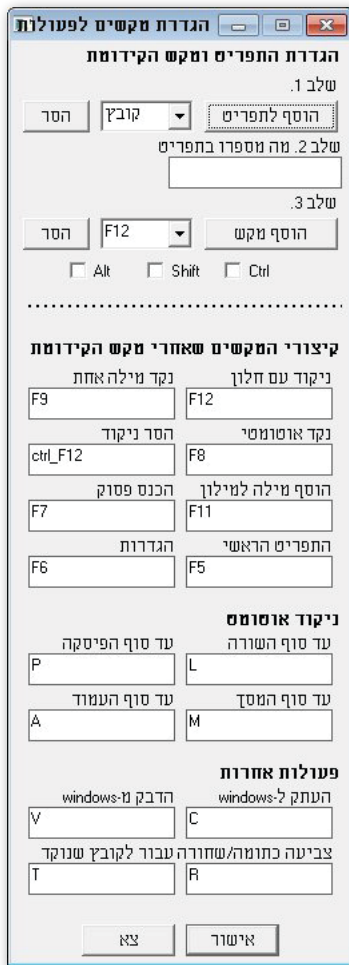 הגדרת מקשים לפעולות
הגדרת התפריט ומקש הקידומת
שלב 1.
הוסף לתפריט קובץ הסר
שלב 2. מה מספרו בתפריט
שלב 3.
הוסף מקש F12 הסר
Ctrl Shift Alt
קיצורי המקשים שאחרי מקש הקידומת
ניקוד עם חלון נקד מילה אחת
F12 F9
נקד אוטומטי הסר ניקוד
F8 ctrl_F12
הוסף מילה למילון הכנס פסוק
F11 F7
התפריט הראשי הגדרות
F5 F6
ניקוד אוטומט
עד סוף השורה עד סוף הפיסקה
L P
עד סוף המסך עד סוף העמוד
M A
פעולות אחרות
העתק ל-windows הדבק מ-windows
C V
צביעה כתומה/שחורה עבור לקובץ שנוקד
R T
אישור צא